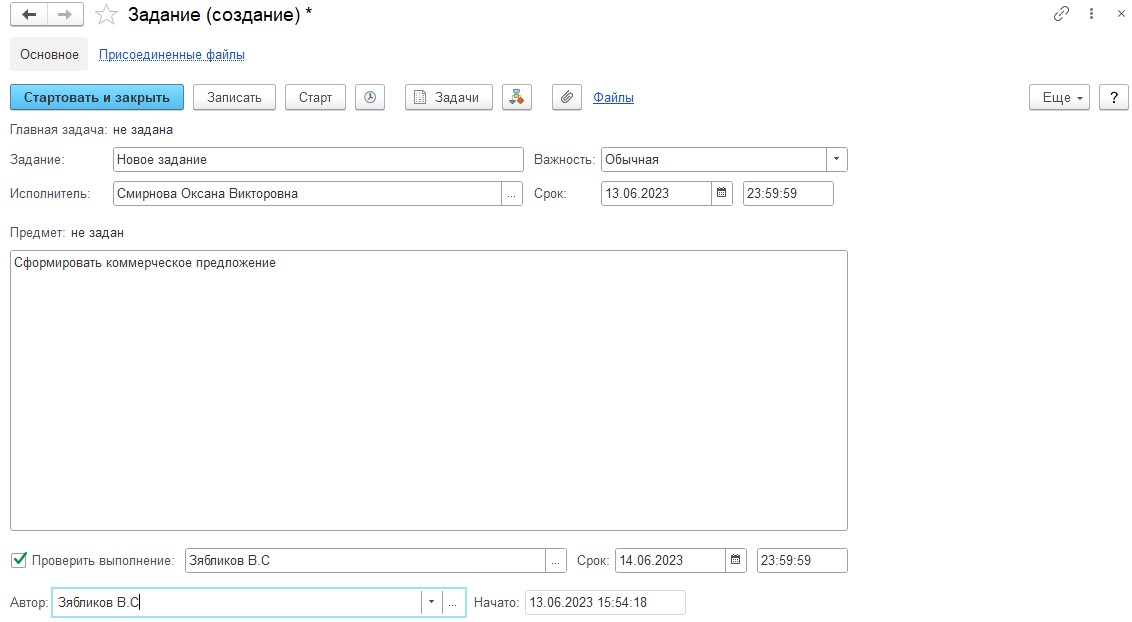 Задание (создание) *
Основное Присоединенные файлы
Стартовать и закрыть Записать Старт Задачи Файлы Еще ?
Главная задача: не задана
Задание: Новое задание Важность: Обычная
Исполнитель: Смирнова Оксана Викторовна ... Срок: 13.06.2023 23:59:59
Предмет: не задан
Сформировать коммерческое предложение
Проверить выполнение: Зябликов В.С ... Срок: 14.06.2023 23:59:59
Автор: Зябликов В.С ... Начато: 13.06.2023 15:54:18